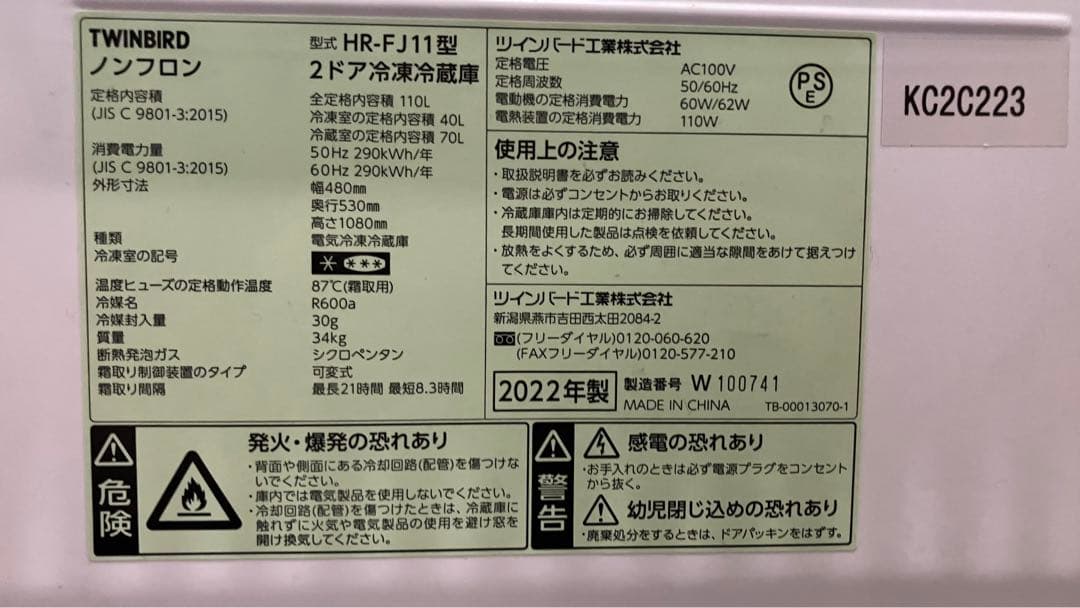 TWINBIRD
ノンフロン
型式 HR-FJ11型
2ドア冷凍冷蔵庫
定格内容積
(JIS C 9801-3:2015)
全定格内容積 110L
冷凍室の定格内容積 40L
冷蔵室の定格内容積 70L
消費電力量
(JIS C 9801-3:2015)
50Hz 290kWh/年
60Hz 290kWh/年
外形寸法
幅480mm
奥行530mm
高さ1080mm
種類
電気冷凍冷蔵庫
冷凍室の記号
温度ヒューズの定格動作温度 87℃(霜取用)
冷媒名 R600a
冷媒封入量 30g
質量 34kg
断熱発泡ガス シクロペンタン
霜取り制御装置のタイプ 可変式
霜取り間隔 最長21時間 最短8.3時間
ツインバード工業株式会社
定格電圧 AC100V
定格周波数 50/60Hz
電動機の定格消費電力 60W/62W
電熱装置の定格消費電力 110W
PSE
使用上の注意
・取扱説明書を必ずお読みください。
・電源は必ずコンセントからお取りください。
・冷蔵庫庫内は定期的にお掃除してください。
長期間使用した製品は点検を依頼してください。
・放熱をよくするため、必ず周囲に適当な隙間をあけて据えつけ
てください。
ツインバード工業株式会社
新潟県燕市吉田西太田2084-2
(フリーダイヤル)0120-060-620
(FAXフリーダイヤル)0120-577-210
2022年製
製造番号 W 100741
MADE IN CHINA TB-00013070-1
KC2C223
危険
発火・爆発の恐れあり
・背面や側面にある冷却回路(配管)を傷つけな
いでください。
・庫内では電気製品を使用しないでください。
・冷却回路(配管)を傷つけたときは、冷蔵庫に
触れずに火気や電気製品の使用を避け窓を
開け換気してください。
警告
感電の恐れあり
・お手入れのときは必ず電源プラグをコンセント
から抜く。
幼児閉じ込めの恐れあり
・廃棄処分をするときは、ドアパッキンをはずす。